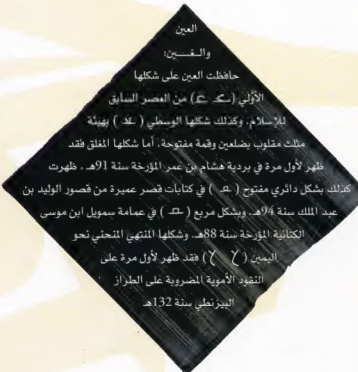 العين
والغــــين:
حافظت العين على شكلها
الأولي (ﻋ ع) من العصر السابق
للإسلام. وكذلك شكلها الوسطي (ـعـ) بهيئة
مثلث مقلوب بضلعين وقمة مفتوحة. أما شكلها المغلق فقد
ظهر لأول مرة في بردية هشام بن عمر المؤرخة سنة 91هـ. ظهرت
كذلك بشكل دائري مفتوح (ـعـ) في كتابات قصر عميرة من قصور الوليد بن
عبد الملك سنة 94هـ. وبشكل مربع (ـعـ) في عمامة سمويل ابن موسى
الكتانية المؤرخة سنة 88هـ. وشكلها المنتهي المنحني نحو
اليمين (ع ع) فقد ظهر لأول مرة على
النقود الأموية المضروبة على الطراز
البيزنطي سنة 132هـ